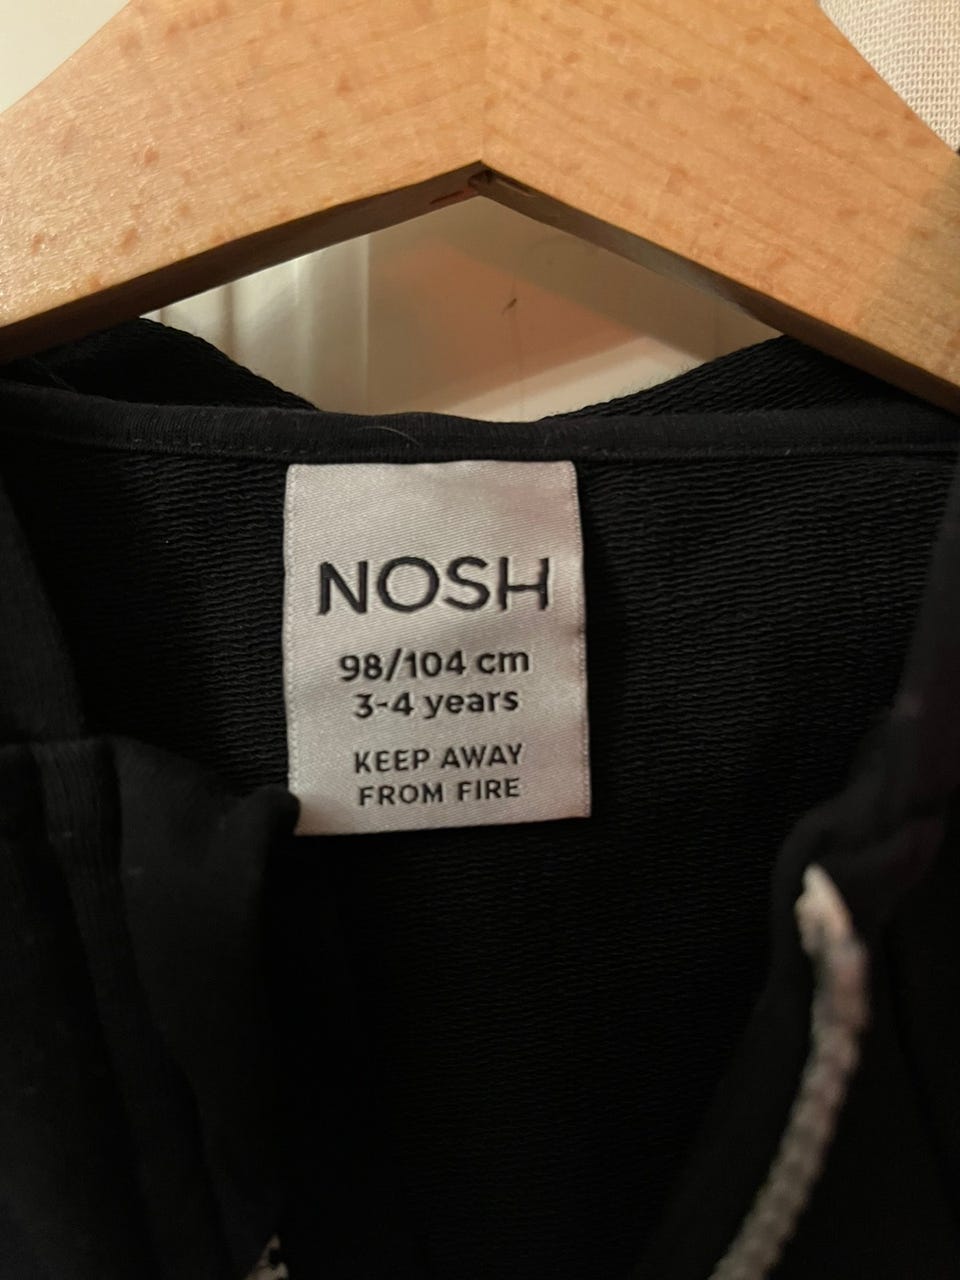 NOSH
98/104 cm
3-4 years
KEEP AWAY
FROM FIRE